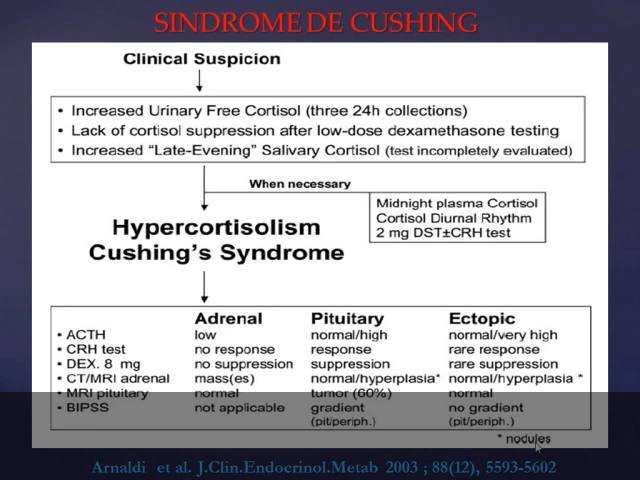 SINDROME DE CUSHING
Clinical Suspicion
• Increased Urinary Free Cortisol (three 24h collections)
• Lack of cortisol suppression after low-dose dexamethasone testing
• Increased “Late-Evening” Salivary Cortisol (test incompletely evaluated)
When necessary
Midnight plasma Cortisol
Cortisol Diurnal Rhythm
2 mg DST±CRH test
Hypercortisolism
Cushing's Syndrome
Adrenal Pituitary Ectopic
• ACTH low normal/high normal/very high
• CRH test no response response rare response
• DEX. 8 mg no suppression suppression rare suppression
• CT/MRI adrenal mass(es) normal/hyperplasia* normal/hyperplasia *
• MRI pituitary normal tumor (60%) normal
• BIPSS not applicable gradient no gradient
(pit/periph.) (pit/periph.)
* nodules
Arnaldi et al. J.Clin.Endocrinol.Metab 2003 ; 88(12), 5593-5602